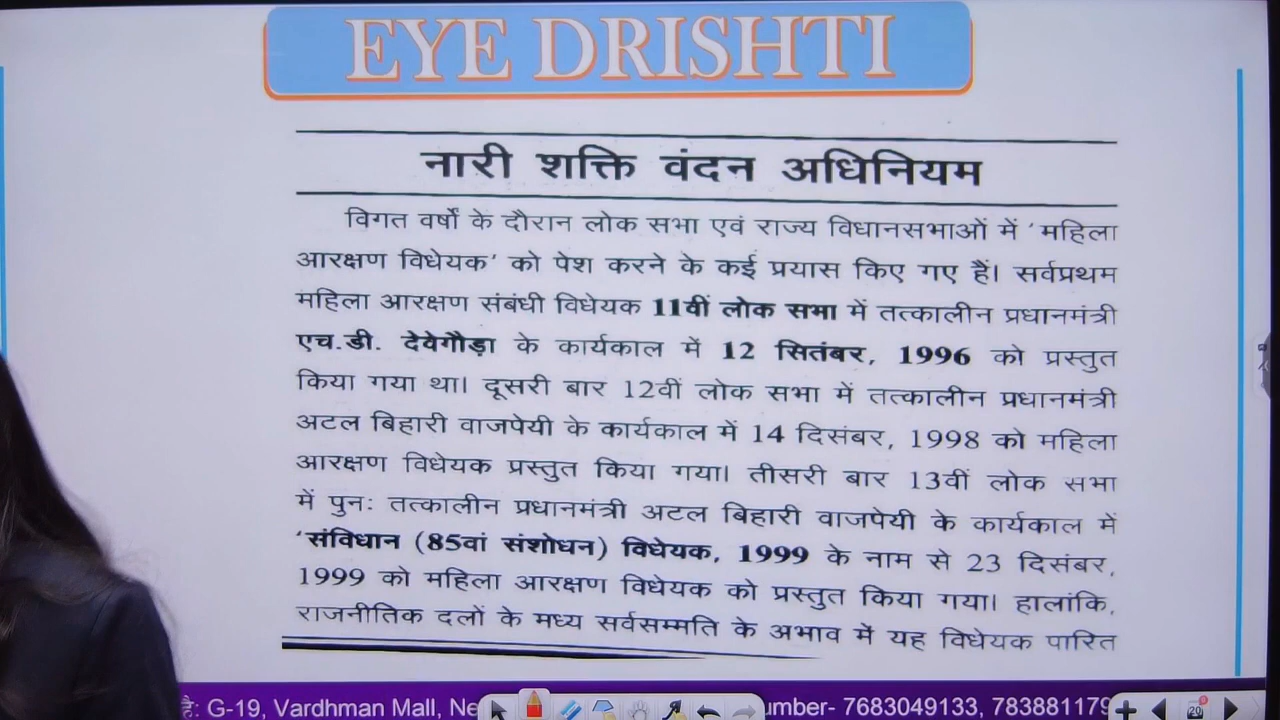 EYE DRISHTI
नारी शक्ति वंदन अधिनियम
विगत वर्षों के दौरान लोक सभा एवं राज्य विधानसभाओं में 'महिला
आरक्षण विधेयक' को पेश करने के कई प्रयास किए गए हैं। सर्वप्रथम
महिला आरक्षण संबंधी विधेयक 11वीं लोक सभा में तत्कालीन प्रधानमंत्री
एच.डी. देवेगौड़ा के कार्यकाल में 12 सितंबर, 1996 को प्रस्तुत
किया गया था। दूसरी बार 12वीं लोक सभा में तत्कालीन प्रधानमंत्री
अटल बिहारी वाजपेयी के कार्यकाल में 14 दिसंबर, 1998 को महिला
आरक्षण विधेयक प्रस्तुत किया गया। तीसरी बार 13वीं लोक सभा
में पुनः तत्कालीन प्रधानमंत्री अटल बिहारी वाजपेयी के कार्यकाल में
'संविधान (85वां संशोधन) विधेयक, 1999 के नाम से 23 दिसंबर,
1999 को महिला आरक्षण विधेयक को प्रस्तुत किया गया। हालांकि,
राजनीतिक दलों के मध्य सर्वसम्मति के अभाव में यह विधेयक पारित
है: G-19, Vardhman Mall, Ne umber- 7683049133, 783881179 20